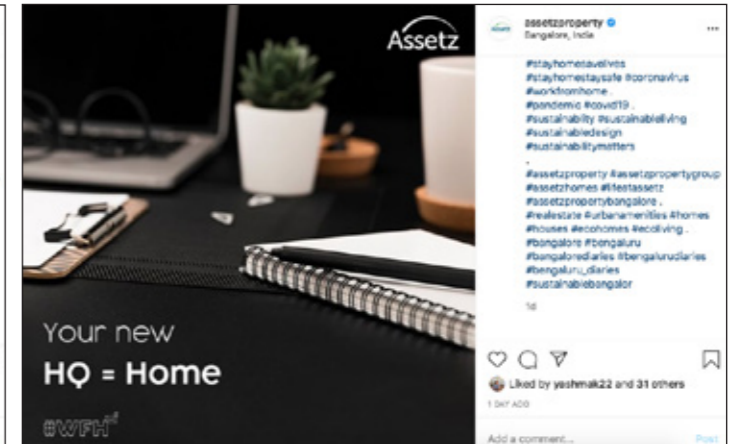 Assetz
Your new
HQ = Home
#WFH
assetzproperty
Bangalore, India
#stayhomesavelives
#stayhomestaysafe #coronavirus
#workfromhome .
#pandemic #covid19 .
#sustainablity #sustainableliving
#sustainabledesign
#sustainabilitymatters
.
#assetzproperty #assetzpropertygroup
#assetzhomes #lifestassetz
#assetzpropertybangalore .
#realestate #urbanamenities #homes
#houses #ecohomes #ecoliving .
#bangalore #bengaluru
#bangalorediaries #bengalurudiaries
#bengaluru_diaries
#sustainablebangalor
1d
Liked by yashmak22 and 31 others
1 DAY AGO
Add a comment...
Post